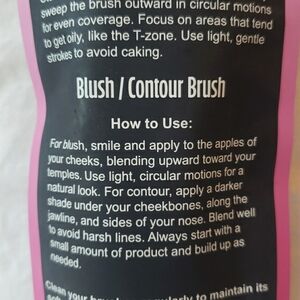 sweep the brush outward in circular motions
for even coverage. Focus on areas that tend
to get oily, like the T-zone. Use light, gentle
strokes to avoid caking.
Blush / Contour Brush
How to Use:
For blush, smile and apply to the apples of
your cheeks, blending upward toward your
temples. Use light, circular motions for a
natural look. For contour, apply a darker
shade under your cheekbones, along the
jawline, and sides of your nose. Blend well
to avoid harsh lines. Always start with a
small amount of product and build up as
needed.
Clean your regularly to maintain its